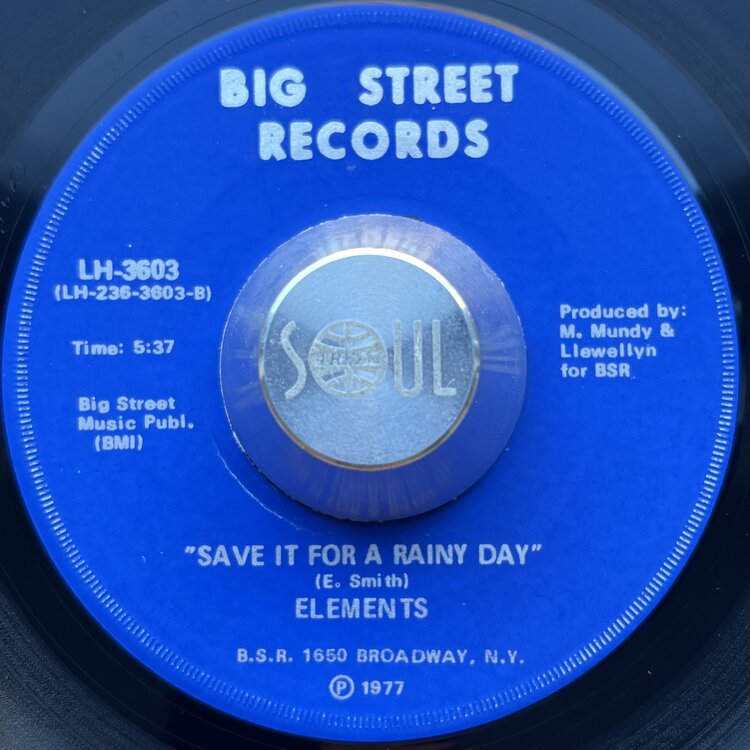 BIG STREET
RECORDS
LH-3603
(LH-236-3603-B)
Time: 5:37
Big Street
Music Publ.
(BMI)
Produced by:
M. Mundy &
Llewellyn
for BSR
SOUL
"SAVE IT FOR A RAINY DAY"
(E. Smith)
ELEMENTS
B.S.R. 1650 BROADWAY, N.Y.
Ⓟ 1977